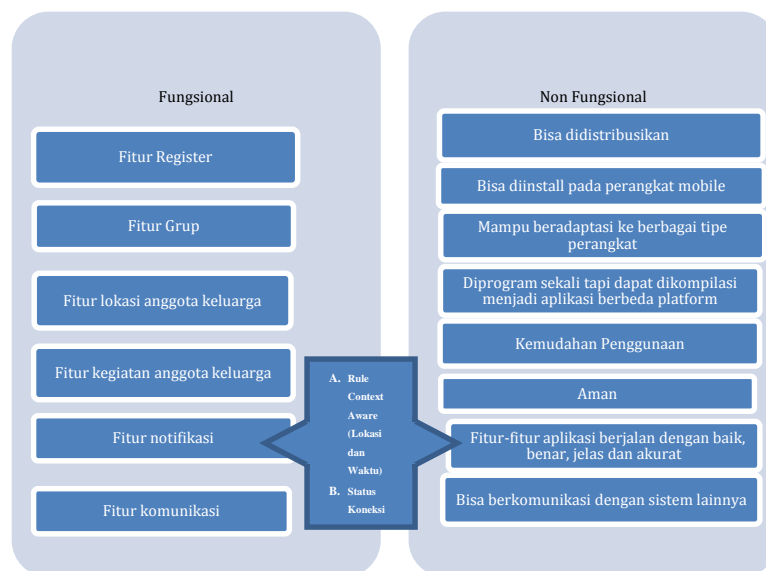 Fungsional
Fitur Register
Fitur Grup
Fitur lokasi anggota keluarga
Fitur kegiatan anggota keluarga
Fitur notifikasi
Fitur komunikasi
A. Rule
Context
Aware
(Lokasi
dan
Waktu)
B. Status
Koneksi
Non Fungsional
Bisa didistribusikan
Bisa diinstall pada perangkat mobile
Mampu beradaptasi ke berbagai tipe
perangkat
Diprogram sekali tapi dapat dikompilasi
menjadi aplikasi berbeda platform
Kemudahan Penggunaan
Aman
Fitur-fitur aplikasi berjalan dengan baik,
benar, jelas dan akurat
Bisa berkomunikasi dengan sistem lainnya